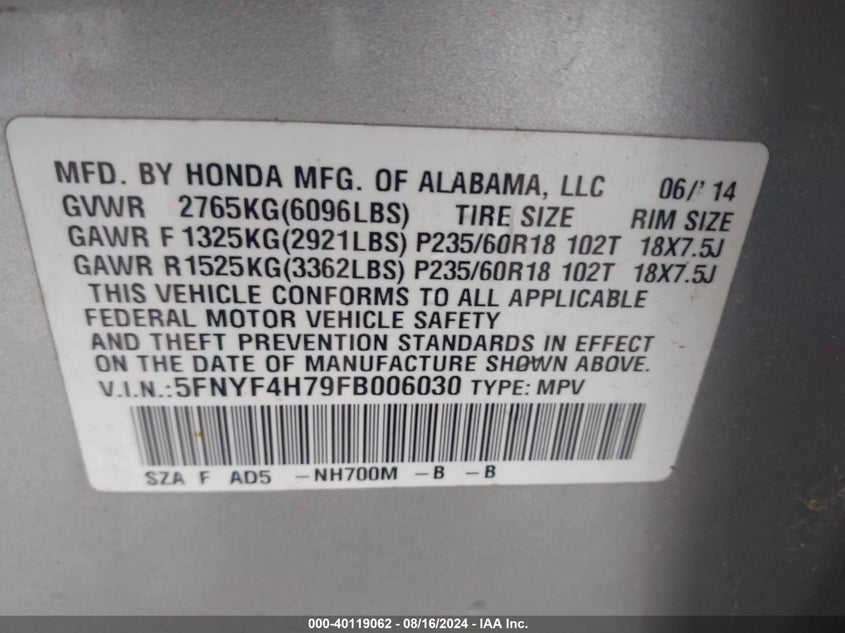 MFD. BY HONDA MFG. OF ALABAMA, LLC 06/' 14
GVWR 2765KG(6096LBS) TIRE SIZE RIM SIZE
GAWR F 1325KG(2921LBS) P235/60R18 102T 18X7.5J
GAWR R1525KG(3362LBS) P235/60R18 102T 18X7.5J
THIS VEHICLE CONFORMS TO ALL APPLICABLE
FEDERAL MOTOR VEHICLE SAFETY
AND THEFT PREVENTION STANDARDS IN EFFECT
ON THE DATE OF MANUFACTURE SHOWN ABOVE.
V.I.N.:5FNYF4H79FB006030 TYPE: MPV
SZA F AD5 -NH700M -B -B
000-40119062 - 08/16/2024 - IAA Inc.